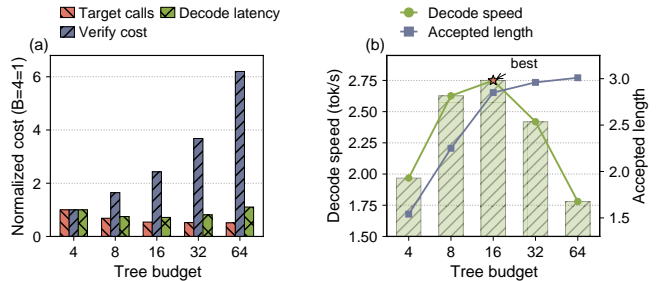 Target calls
Decode latency
Verify cost
Decode speed
Accepted length
(a)
(b)
Normalized cost (B=4=1)
0
2
4
6
4
8
16
32
64
Tree budget
best
Decode speed (tok/s)
1.50
1.75
2.00
2.25
2.50
2.75
4
8
16
32
64
Tree budget
Accepted length
1.5
2.0
2.5
3.0